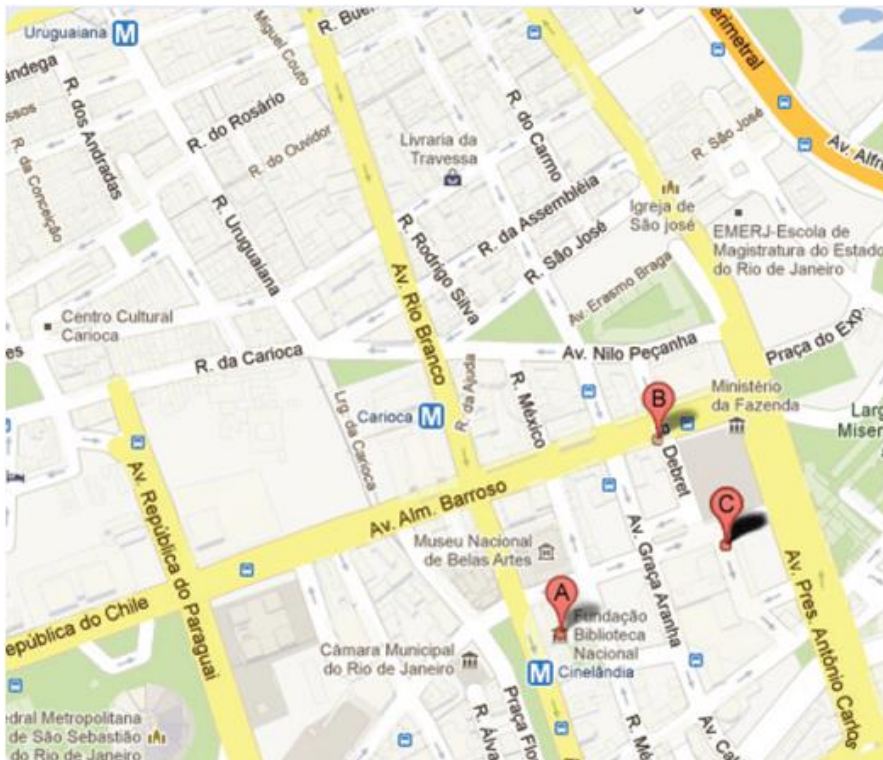 Uruguaiana M
R. Bue
Miguel Couto
erimetral
andega
R. dos Andradas
R. do Rosário
R. do Ouvidor
R. da Conceição
Livraria da
Travessa
R. do Carmo
R. São José
Av. Alfr
R. Uruguaiana
R. da Assembléia
R. São José
Igreja de
São josé
EMERJ-Escola de
Magistratura do Estado
do Rio de Janeiro
Av. Rio Branco
R. Rodrigo Silva
Av. Erasmo Braga
Centro Cultural
Carioca
R. da Carioca
Av. Nilo Peçanha
Praça do Exp.
Lrg. da Carioca
R. da Ajuda
R. México
Carioca M
B
Ministério
da Fazenda
Larg
Miser
Debret
Av. República do Paraguai
Av. Alm. Barroso
C
Museu Nacional
de Belas Artes
Av. Graça Aranha
Av. Pres. Antônio Carlos
A
epública do Chile
Fundação
Biblioteca
Nacional
Cinelândia
M
Câmara Municipal
do Rio de Janeiro
Praça Flo
R. Álva
R. Mé
Av. Cal
edral Metropolitana
de São Sebastião
do Rio de Janeiro